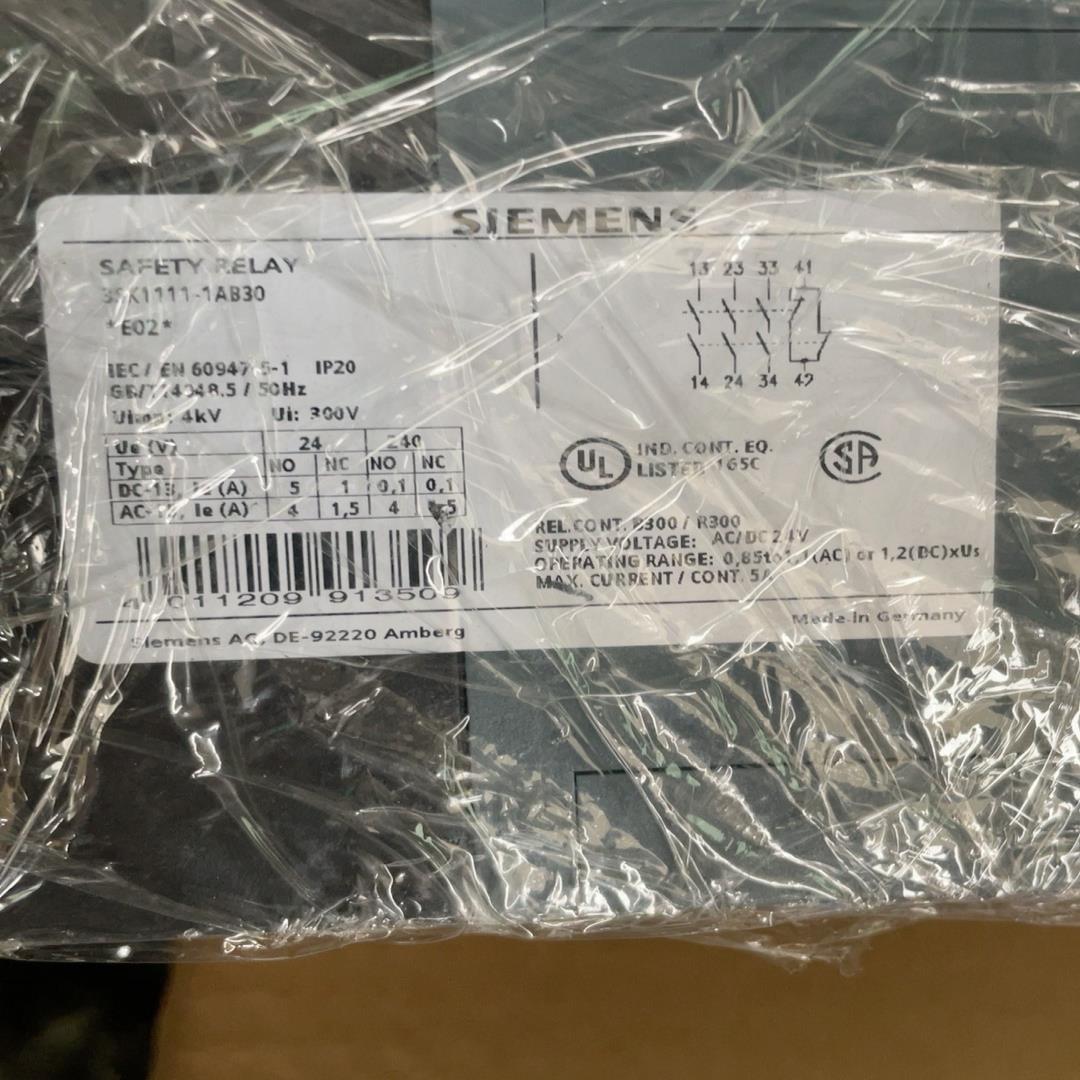 SIEMENS
SAFETY RELAY
3SK1111-1AB30
*E02*
IEC / EN 60947-5-1 IP20
GB/T14048.5 / 50Hz
Uimp: 4kV Ui: 300V
Ue (V) 24 240
Type NO NC NO NC
DC-13, Ie (A) 5 1 0,1 0,1
AC-15, Ie (A) 4 1,5 4 1,5
4 011209 913509
13 23 33 41
14 24 34 42
UL IND. CONT. EQ.
LISTED 165C
SA
REL.CONT. B300 / R300
SUPPLY VOLTAGE: AC/DC 24V
OPERATING RANGE: 0,85to (AC) or 1,2(DC)xUs
MAX. CURRENT / CONT. 5A
Siemens AG, DE-92220 Amberg
Made in Germany